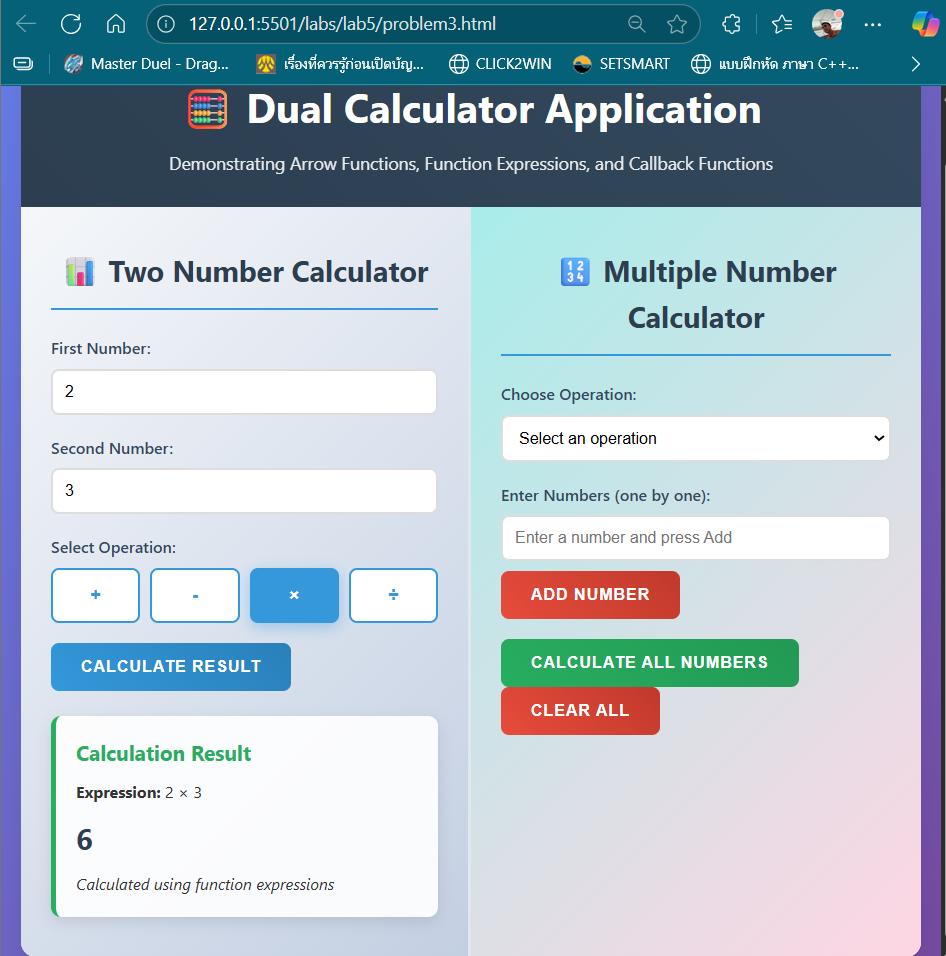 127.0.0.1:5501/labs/lab5/problem3.html
Master Duel - Drag...
เรื่องที่ควรรู้ก่อนเปิดบัญ...
CLICK2WIN
SETSMART
แบบฝึกหัด ภาษา C++...
Dual Calculator Application
Demonstrating Arrow Functions, Function Expressions, and Callback Functions
Two Number Calculator
First Number:
2
Second Number:
3
Select Operation:
+
-
×
÷
CALCULATE RESULT
Calculation Result
Expression: 2 × 3
6
Calculated using function expressions
1 2
3 4
Multiple Number
Calculator
Choose Operation:
Select an operation
Enter Numbers (one by one):
Enter a number and press Add
ADD NUMBER
CALCULATE ALL NUMBERS
CLEAR ALL